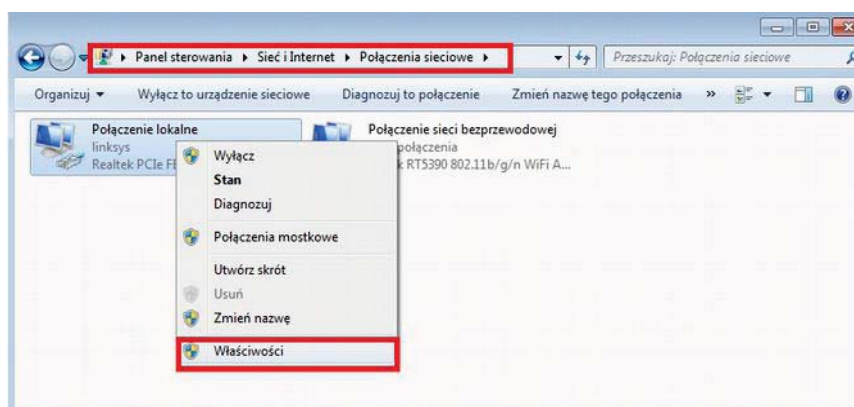 Panel sterowania Sieć i Internet Połączenia sieciowe Przeszukaj: Połączenia sieciowe
Organizuj Wyłącz to urządzenie sieciowe Diagnozuj to połączenie Zmień nazwę tego połączenia »
Połączenie lokalne
linksys
Realtek PCIe
Połączenie sieci bezprzewodowej
połączenia
RT5390 802.11b/g/n WiFi A...
Wyłącz
Stan
Diagnozuj
Połączenia mostkowe
Utwórz skrót
Usuń
Zmień nazwę
Właściwości